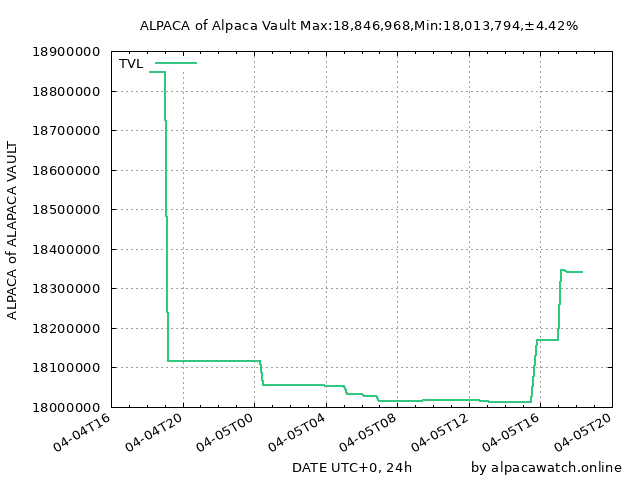 ALPACA of Alpaca Vault Max:18,846,968,Min:18,013,794,±4.42%
18900000
TVL
18800000
18700000
18600000
18500000
18400000
18300000
18200000
18100000
18000000
ALPACA of ALAPACA VAULT
04-04T16
04-04T20
04-05T00
04-05T04
04-05T08
04-05T12
04-05T16
04-05T20
DATE UTC+0, 24h
by alpacawatch.online